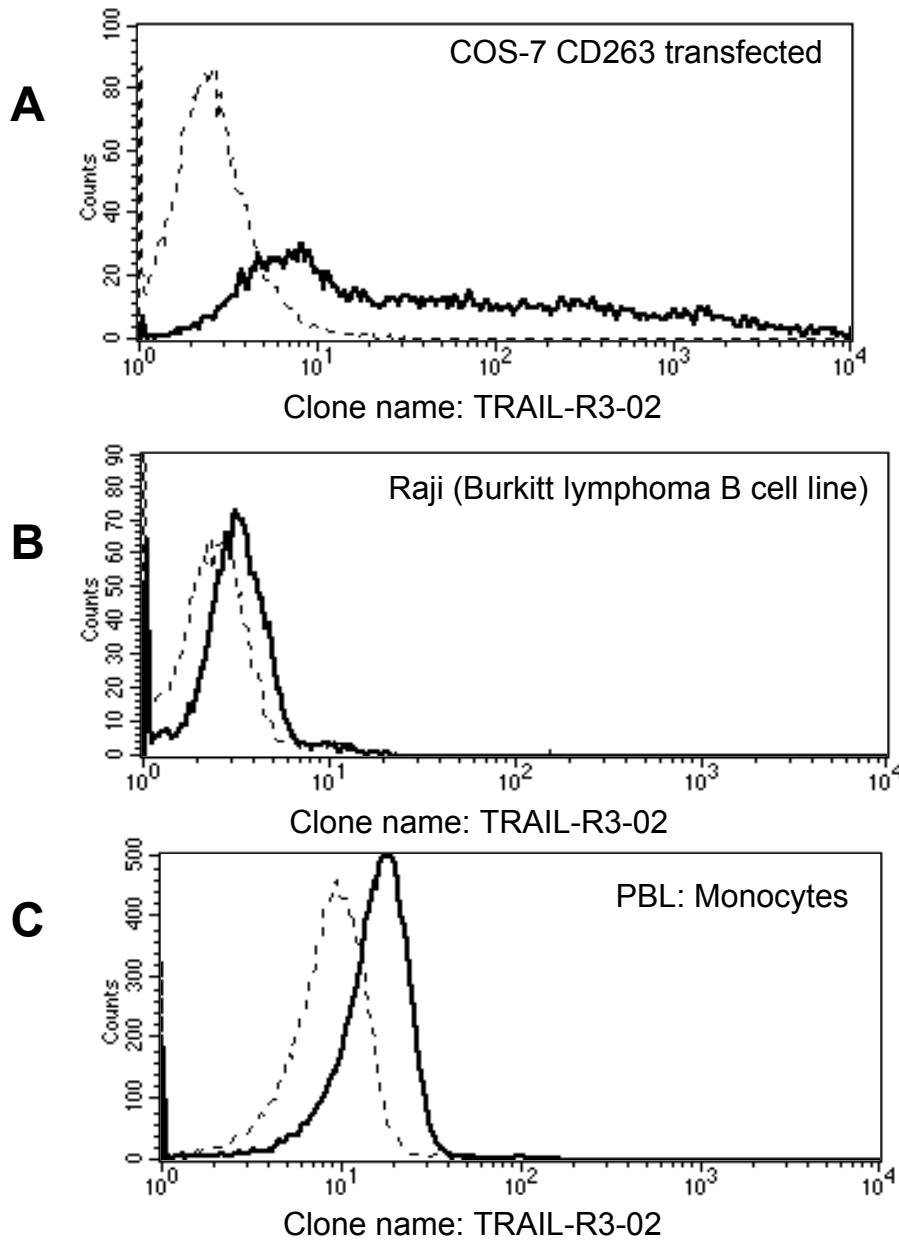 A
COS-7 CD263 transfected
Counts
100
80
60
40
20
0
10^0 10^1 10^2 10^3 10^4
Clone name: TRAIL-R3-02
B
Raji (Burkitt lymphoma B cell line)
Counts
90
80
70
60
50
40
30
20
10
0
10^0 10^1 10^2 10^3 10^4
Clone name: TRAIL-R3-02
C
PBL: Monocytes
Counts
500
400
300
200
100
0
10^0 10^1 10^2 10^3 10^4
Clone name: TRAIL-R3-02